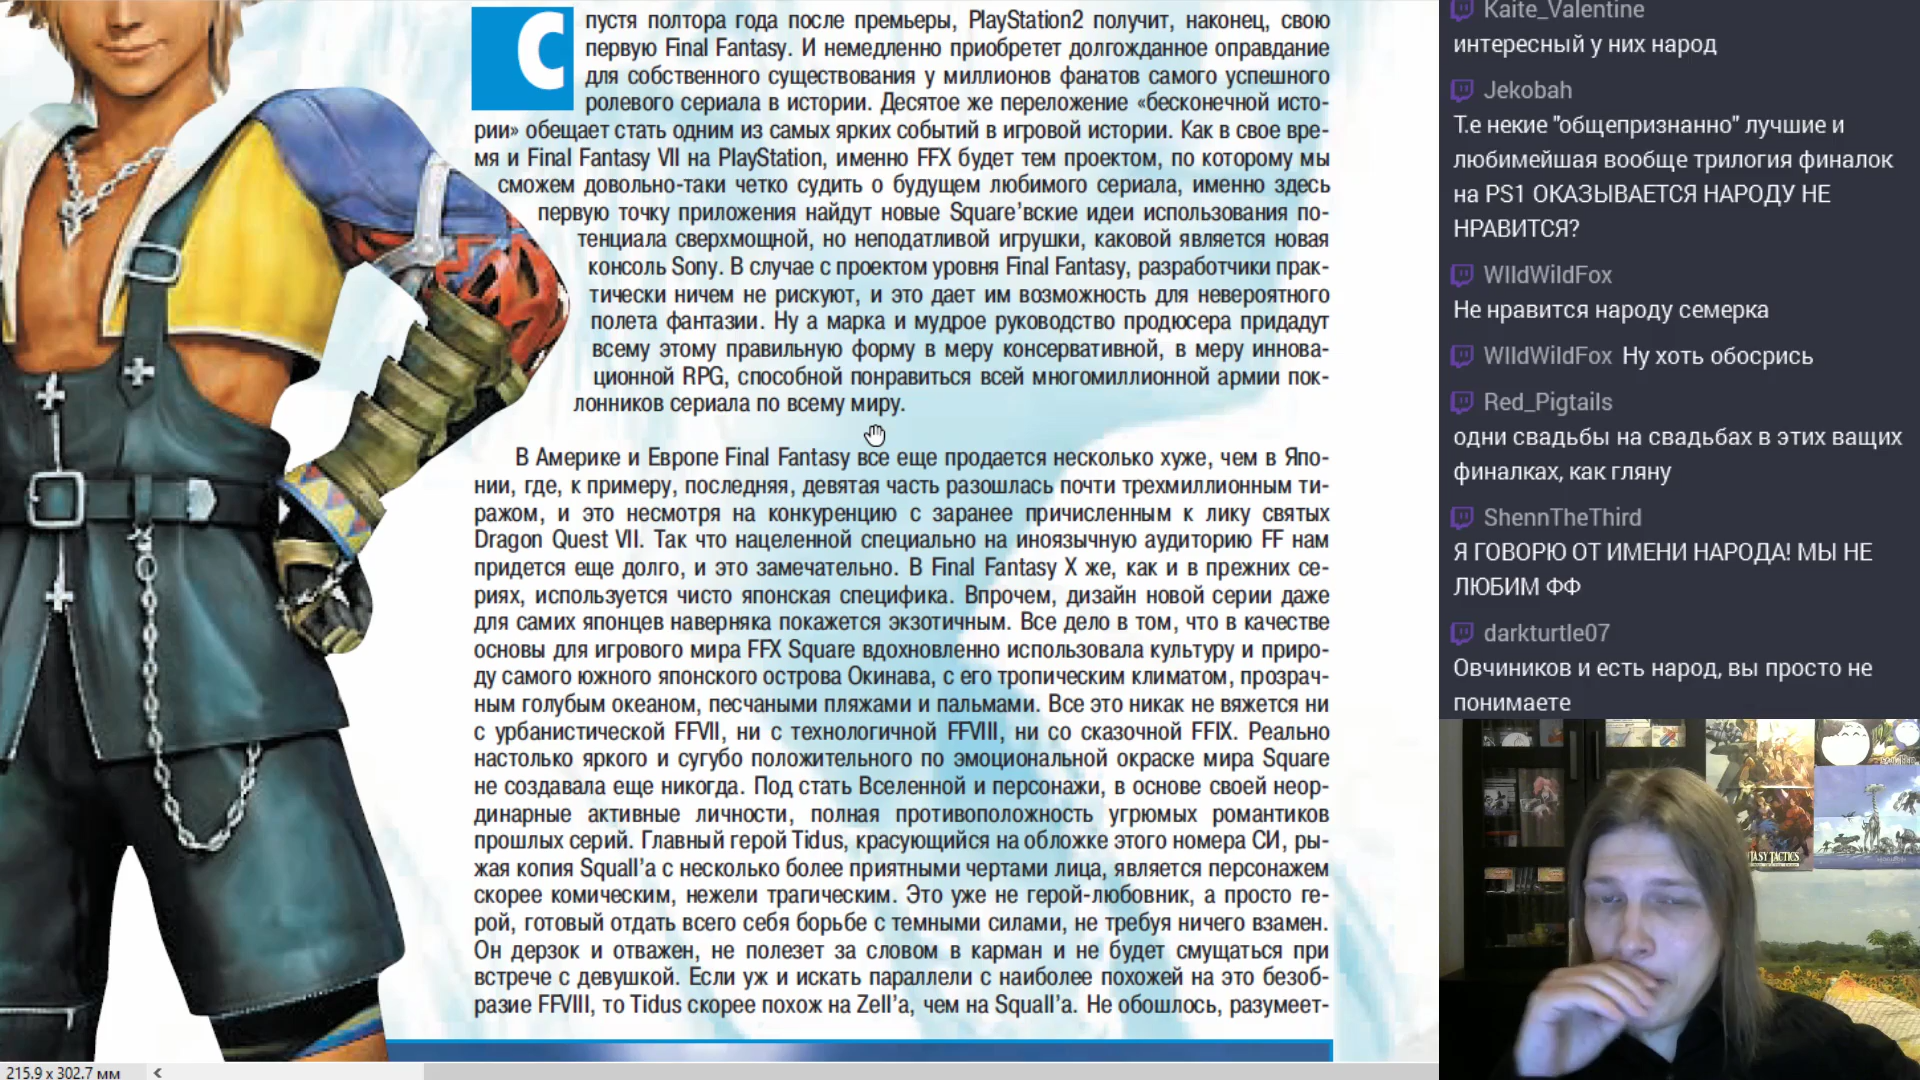 Спустя полтора года после премьеры, PlayStation2 получит, наконец, свою
первую Final Fantasy. И немедленно приобретет долгожданное оправдание
для собственного существования у миллионов фанатов самого успешного
ролевого сериала в истории. Десятое же переложение «бесконечной исто-
рии» обещает стать одним из самых ярких событий в игровой истории. Как в свое вре-
мя и Final Fantasy VII на PlayStation, именно FFX будет тем проектом, по которому мы
сможем довольно-таки четко судить о будущем любимого сериала, именно здесь
первую точку приложения найдут новые Square'вские идеи использования по-
тенциала сверхмощной, но неподатливой игрушки, каковой является новая
консоль Sony. В случае с проектом уровня Final Fantasy, разработчики прак-
тически ничем не рискуют, и это дает им возможность для невероятного
полета фантазии. Ну а марка и мудрое руководство продюсера придадут
всему этому правильную форму в меру консервативной, в меру иннова-
ционной RPG, способной понравиться всей многомиллионной армии пок-
лонников сериала по всему миру.
В Америке и Европе Final Fantasy все еще продается несколько хуже, чем в Япо-
нии, где, к примеру, последняя, девятая часть разошлась почти трехмиллионным ти-
ражом, и это несмотря на конкуренцию с заранее причисленным к лику святых
Dragon Quest VII. Так что нацеленной специально на иноязычную аудиторию FF нам
придется еще долго, и это замечательно. В Final Fantasy X же, как и в прежних се-
риях, используется чисто японская специфика. Впрочем, дизайн новой серии даже
для самих японцев наверняка покажется экзотичным. Все дело в том, что в качестве
основы для игрового мира FFX Square вдохновленно использовала культуру и приро-
ду самого южного японского острова Окинава, с его тропическим климатом, прозрач-
ным голубым океаном, песчаными пляжами и пальмами. Все это никак не вяжется ни
с урбанистической FFVII, ни с технологичной FFVIII, ни со сказочной FFIX. Реально
настолько яркого и сугубо положительного по эмоциональной окраске мира Square
не создавала еще никогда. Под стать Вселенной и персонажи, в основе своей неор-
динарные активные личности, полная противоположность угрюмых романтиков
прошлых серий. Главный герой Tidus, красующийся на обложке этого номера СИ, ры-
жая копия Squall'а с несколько более приятными чертами лица, является персонажем
скорее комическим, нежели трагическим. Это уже не герой-любовник, а просто ге-
рой, готовый отдать всего себя борьбе с темными силами, не требуя ничего взамен.
Он дерзок и отважен, не полезет за словом в карман и не будет смущаться при
встрече с девушкой. Если уж и искать параллели с наиболее похожей на это безоб-
разие FFVIII, то Tidus скорее похож на Zell'а, чем на Squall'а. Не обошлось, разумеет-
215.9 x 302.7 мм
Kaite_Valentine
интересный у них народ
Jekobah
Т.е некие "общепризнанно" лучшие и
любимейшая вообще трилогия финалок
на PS1 ОКАЗЫВАЕТСЯ НАРОДУ НЕ
НРАВИТСЯ?
WIldWildFox
Не нравится народу семерка
WIldWildFox Ну хоть обосрись
Red_Pigtails
одни свадьбы на свадьбах в этих ващих
финалках, как гляну
ShennTheThird
Я ГОВОРЮ ОТ ИМЕНИ НАРОДА! МЫ НЕ
ЛЮБИМ ФФ
darkturtle07
Овчиников и есть народ, вы просто не
понимаете
TACTICS